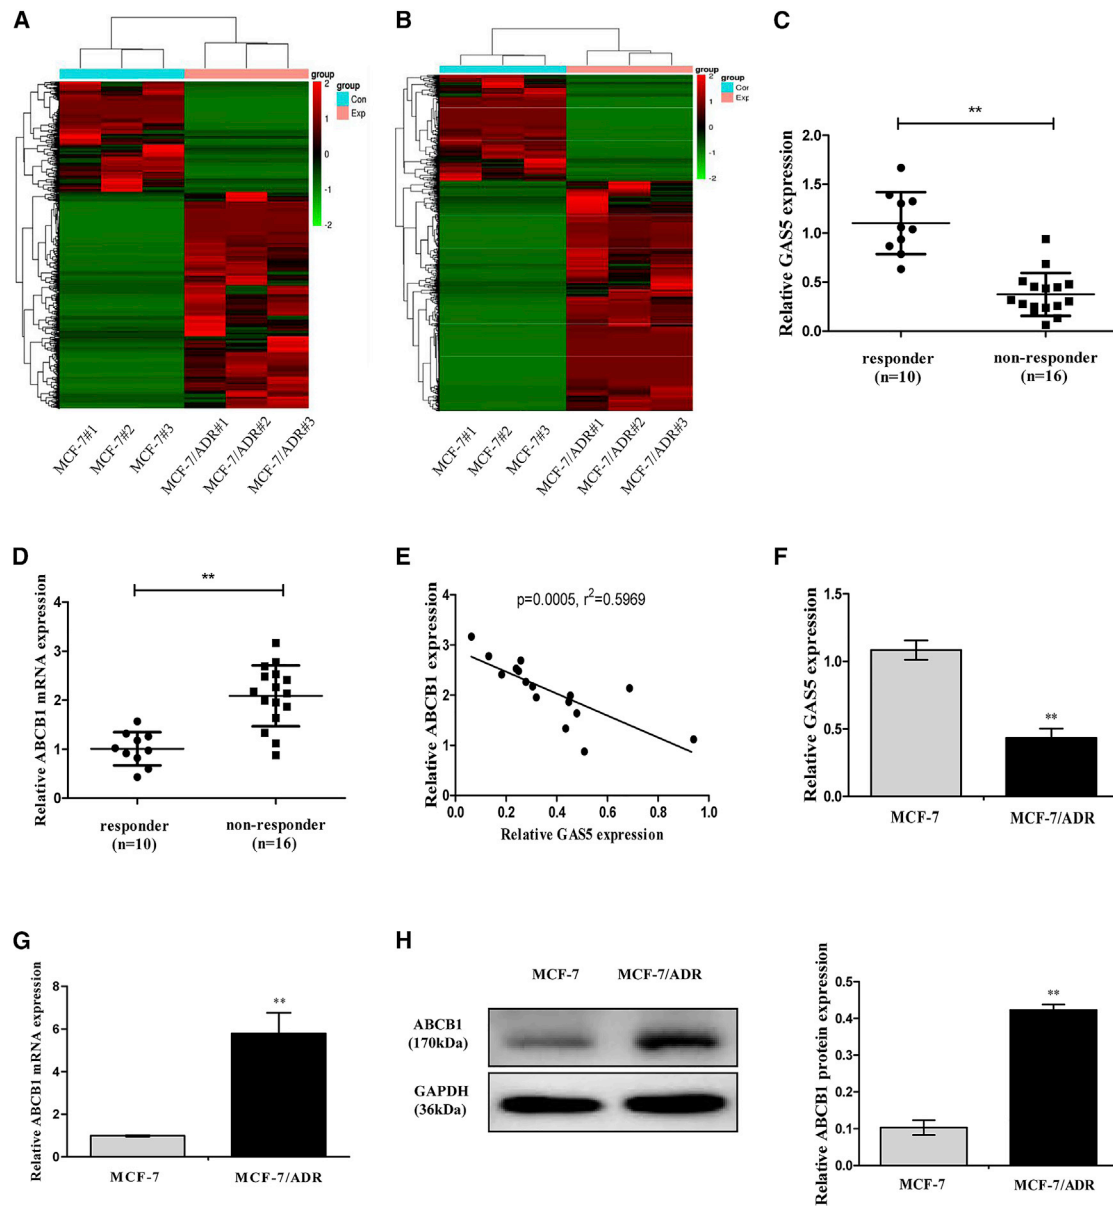 A
group
2
1
0
-1
-2
group
Con
Exp
MCF-7#1
MCF-7#2
MCF-7#3
MCF-7/ADR#1
MCF-7/ADR#2
MCF-7/ADR#3
B
group
2
1
0
-1
-2
group
Exp
MCF-7#1
MCF-7#2
MCF-7#3
MCF-7/ADR#1
MCF-7/ADR#2
MCF-7/ADR#3
C
Relative GAS5 expression
2.0
1.5
1.0
0.5
0.0
**
responder
(n=10)
non-responder
(n=16)
D
Relative ABCB1 mRNA expression
4
3
2
1
0
**
responder
(n=10)
non-responder
(n=16)
E
Relative ABCB1 expression
4
3
2
1
0
p=0.0005, r2=0.5969
0.0 0.2 0.4 0.6 0.8 1.0
Relative GAS5 expression
F
Relative GAS5 expression
1.5
1.0
0.5
0.0
**
MCF-7 MCF-7/ADR
G
Relative ABCB1 mRNA expression
8
6
4
2
0
**
MCF-7 MCF-7/ADR
H
MCF-7 MCF-7/ADR
ABCB1
(170kDa)
GAPDH
(36kDa)
Relative ABCB1 protein expression
0.5
0.4
0.3
0.2
0.1
0.0
**
MCF-7 MCF-7/ADR